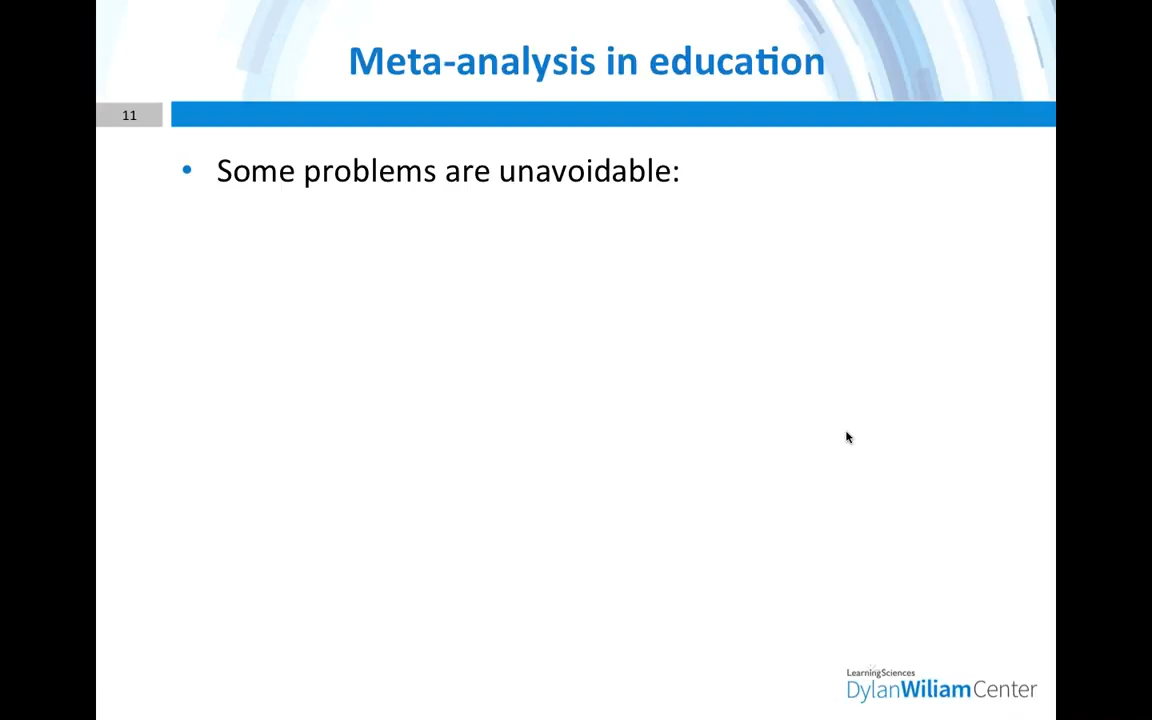 Meta-analysis in education
11
• Some problems are unavoidable:
LearningSciences
DylanWiliamCenter